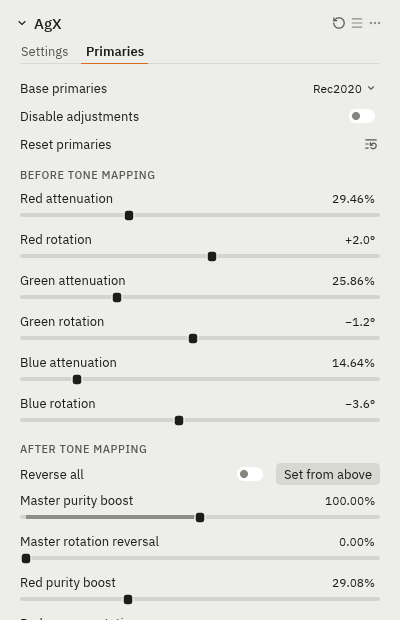 AgX
Settings Primaries
Base primaries Rec2020
Disable adjustments
Reset primaries
BEFORE TONE MAPPING
Red attenuation 29.46%
Red rotation +2.0°
Green attenuation 25.86%
Green rotation −1.2°
Blue attenuation 14.64%
Blue rotation −3.6°
AFTER TONE MAPPING
Reverse all Set from above
Master purity boost 100.00%
Master rotation reversal 0.00%
Red purity boost 29.08%